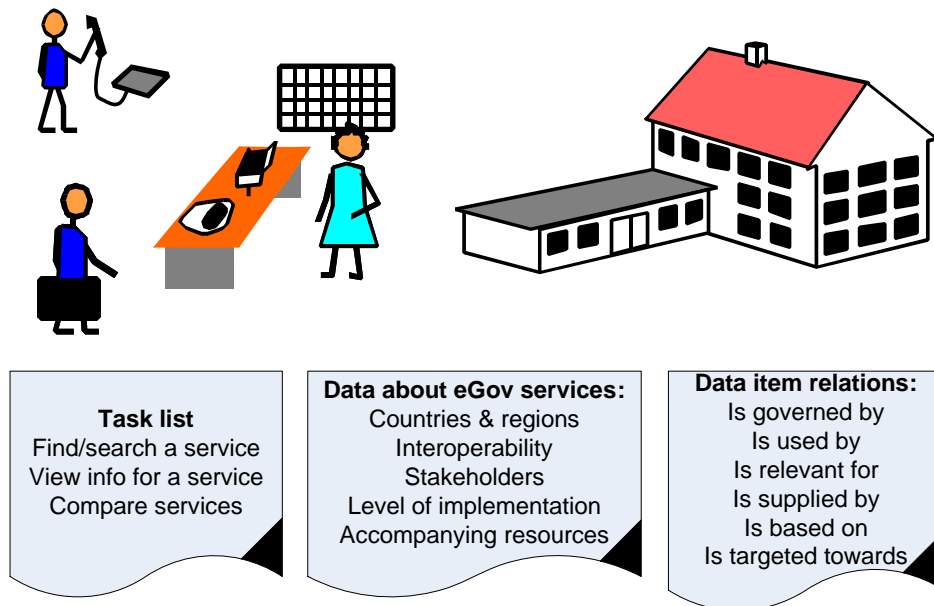 Task list
Find/search a service
View info for a service
Compare services
Data about eGov services:
Countries & regions
Interoperability
Stakeholders
Level of implementation
Accompanying resources
Data item relations:
Is governed by
Is used by
Is relevant for
Is supplied by
Is based on
Is targeted towards